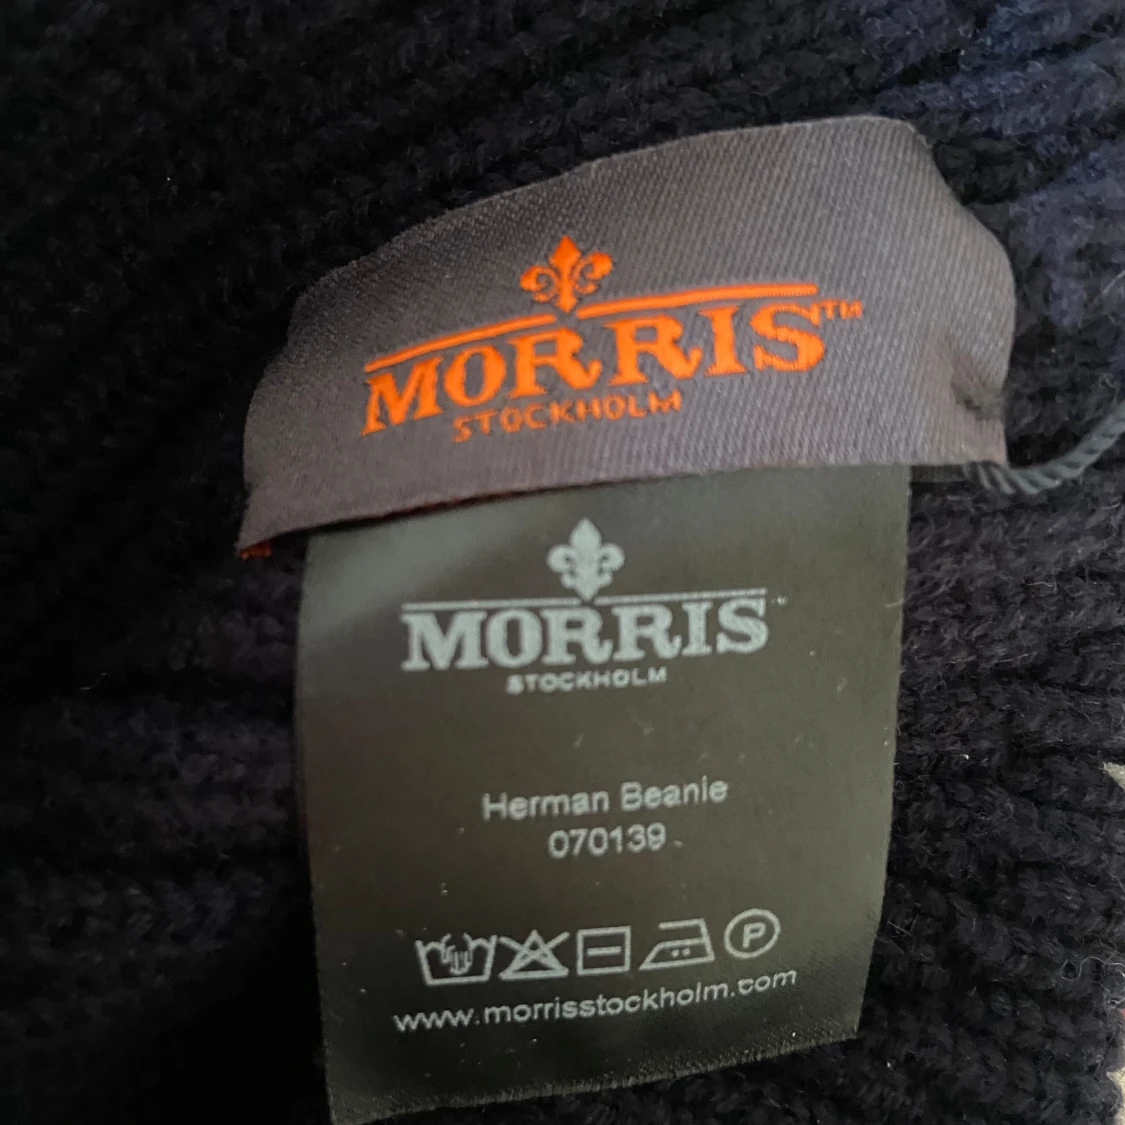 MORRIS™
STOCKHOLM
MORRIS™
STOCKHOLM
Herman Beanie
070139
P
www.morrisstockholm.com